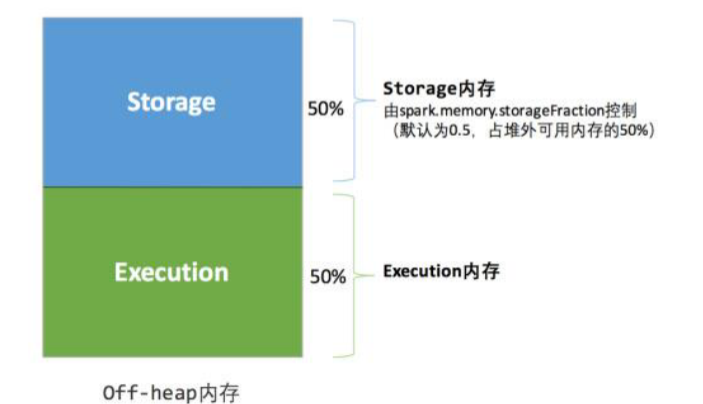 Storage
50%
Storage内存
由spark.memory.storageFraction控制
（默认为0.5，占堆外可用内存的50%）
Execution
50%
Execution内存
Off-heap内存